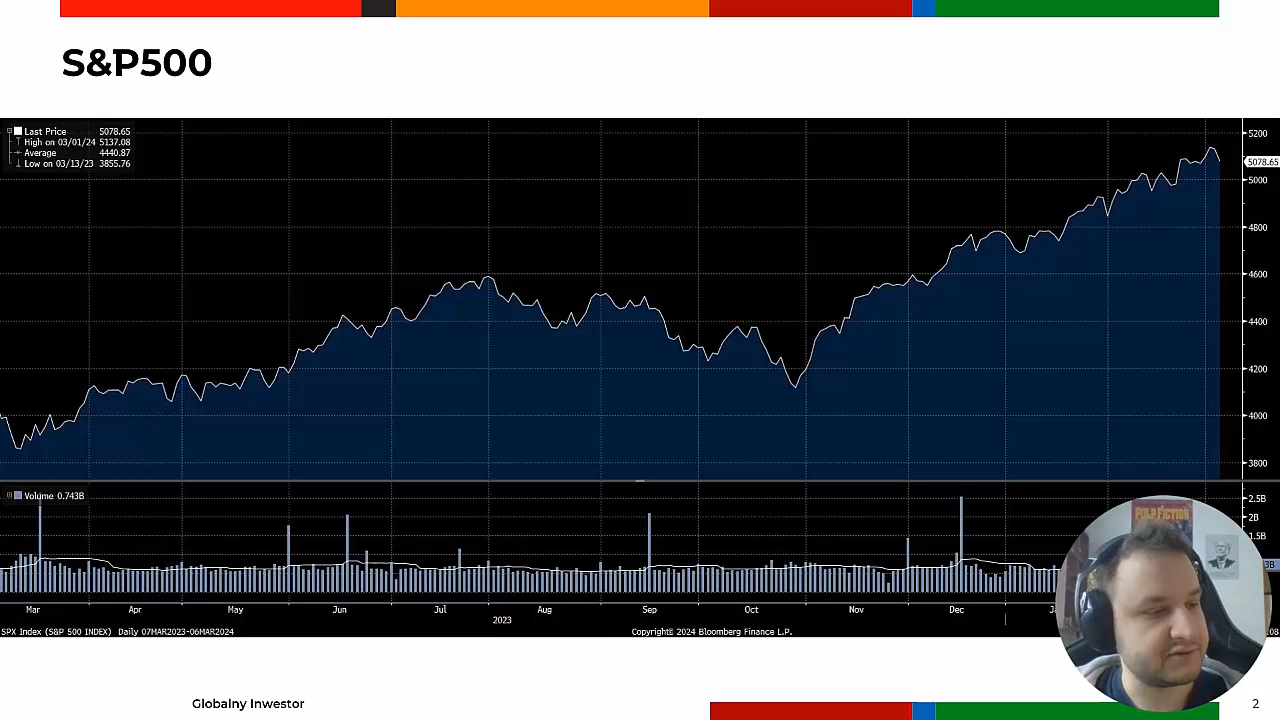 S&P500
Last Price 5078.65
High on 03/01/24 5137.08
Average 4440.87
Low on 03/13/23 3855.76
5200
5078.65
5000
4800
4600
4400
4200
4000
3800
Volume 0.743B
2.5B
2B
1.5B
PULP FICTION
Mar Apr May Jun Jul Aug Sep Oct Nov Dec
2023
SPX Index (S&P 500 INDEX) Daily 07MAR2023-06MAR2024
Copyright© 2024 Bloomberg Finance L.P.
Globalny Inwestor
2